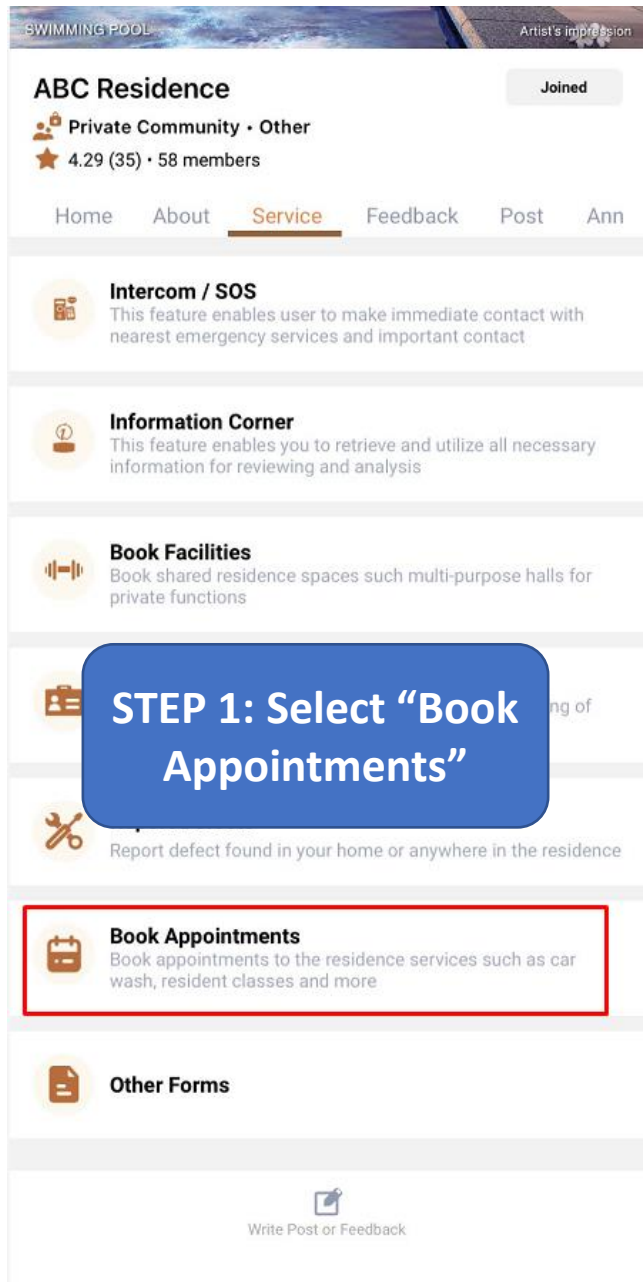 SWIMMING POOL
Artist's impression
ABC Residence
Joined
Private Community • Other
4.29 (35) • 58 members
Home About Service Feedback Post Ann
Intercom / SOS
This feature enables user to make immediate contact with
nearest emergency services and important contact
Information Corner
This feature enables you to retrieve and utilize all necessary
information for reviewing and analysis
Book Facilities
Book shared residence spaces such multi-purpose halls for
private functions
ng of
STEP 1: Select “Book
Appointments”
Report defect found in your home or anywhere in the residence
Book Appointments
Book appointments to the residence services such as car
wash, resident classes and more
Other Forms
Write Post or Feedback